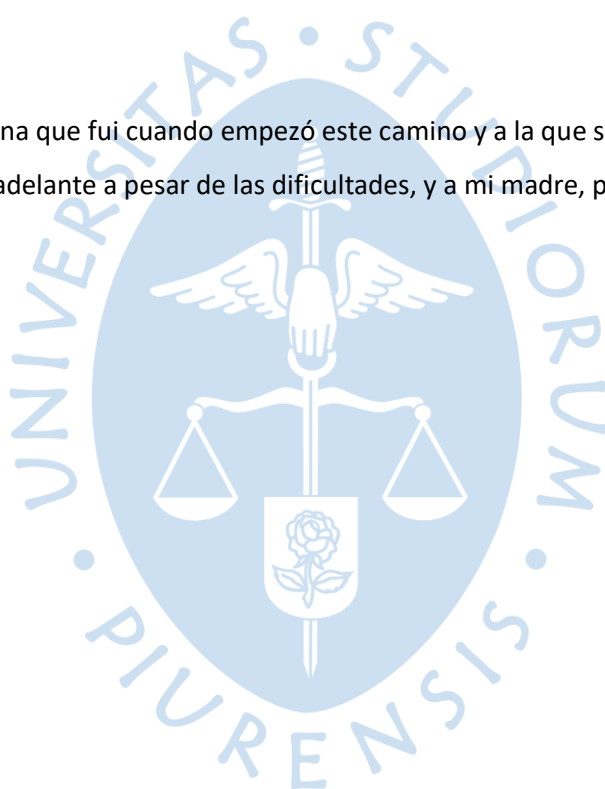 na que fui cuando empezó este camino y a la que s
adelante a pesar de las dificultades, y a mi madre, p
UNIVERSITAS • STUDIORUM • PIURENSIS •